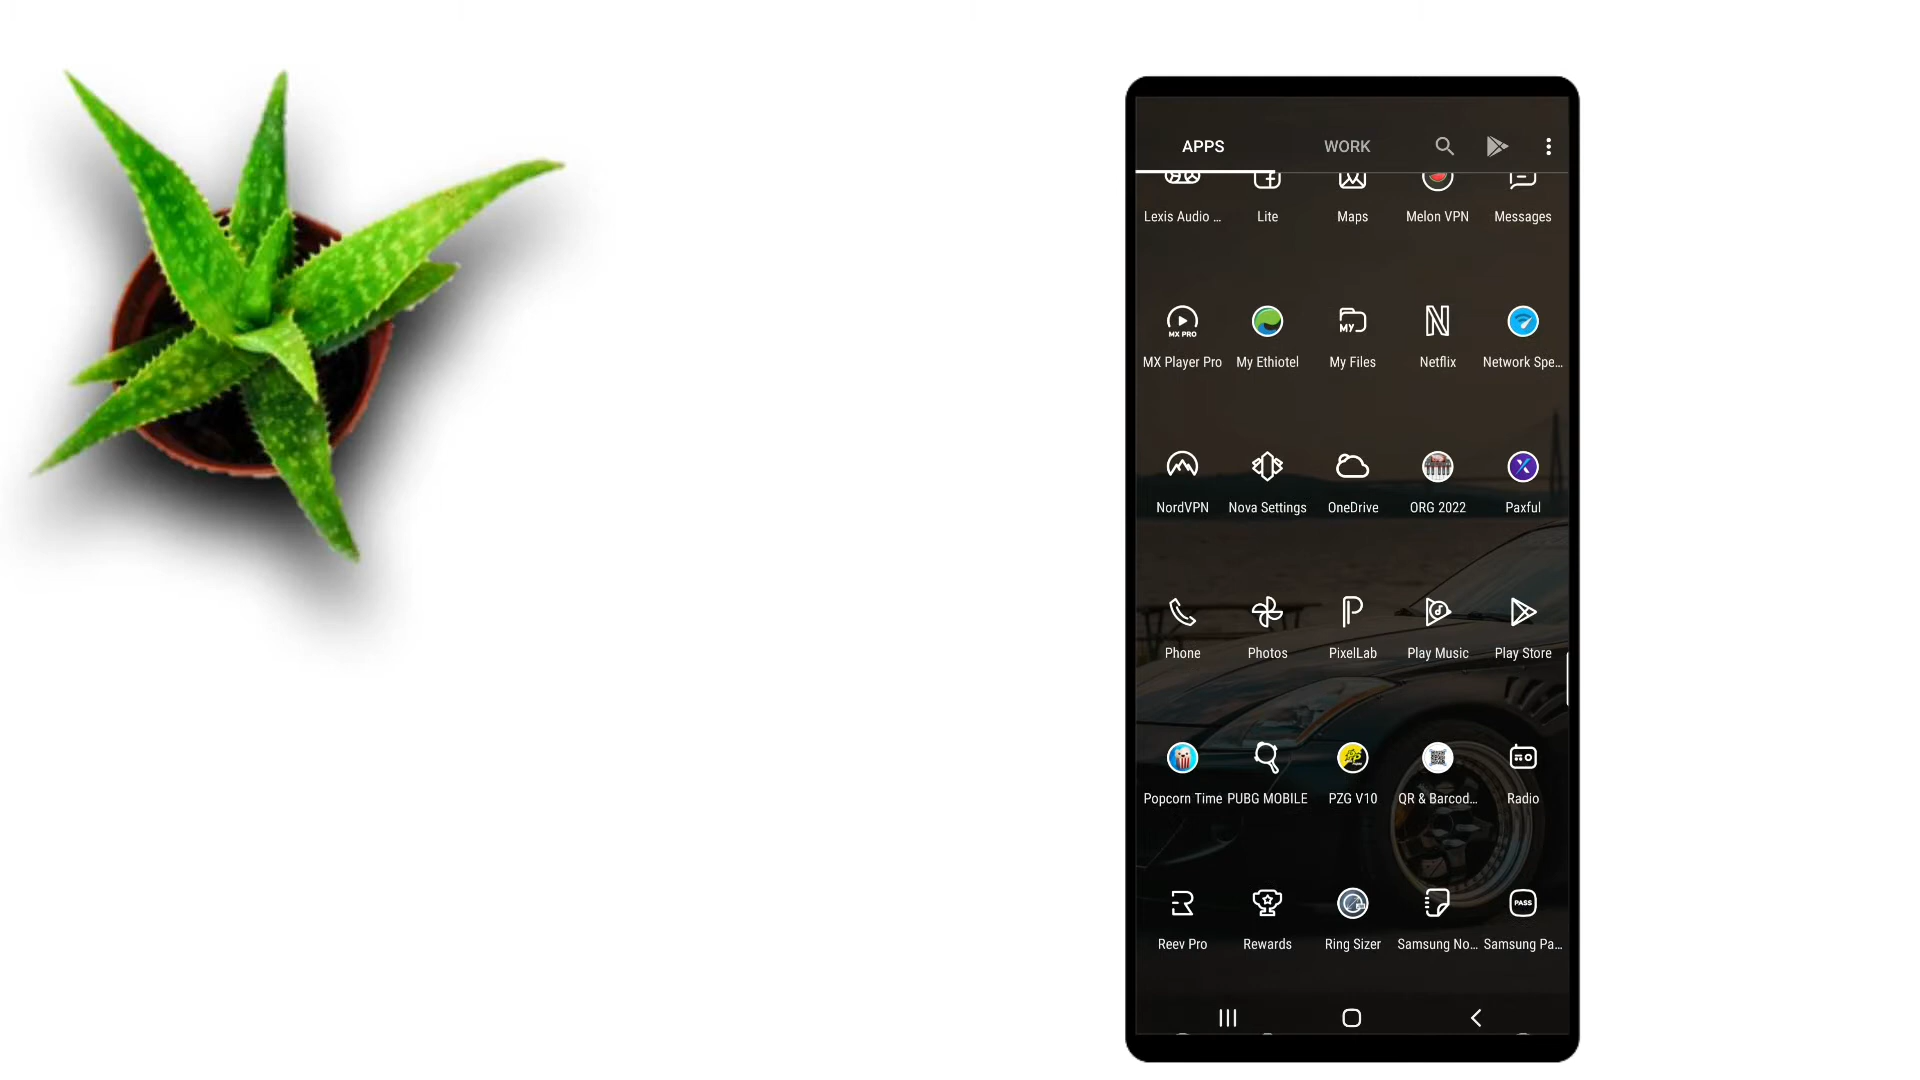 APPS WORK
Lexis Audio ... Lite Maps Melon VPN Messages
MX PRO MY
MX Player Pro My Ethiotel My Files Netflix Network Spe...
NordVPN Nova Settings OneDrive ORG 2022 Paxful
Phone Photos PixelLab Play Music Play Store
Popcorn Time PUBG MOBILE PZG V10 QR & Barcod... Radio
PASS
Reev Pro Rewards Ring Sizer Samsung No... Samsung Pa...